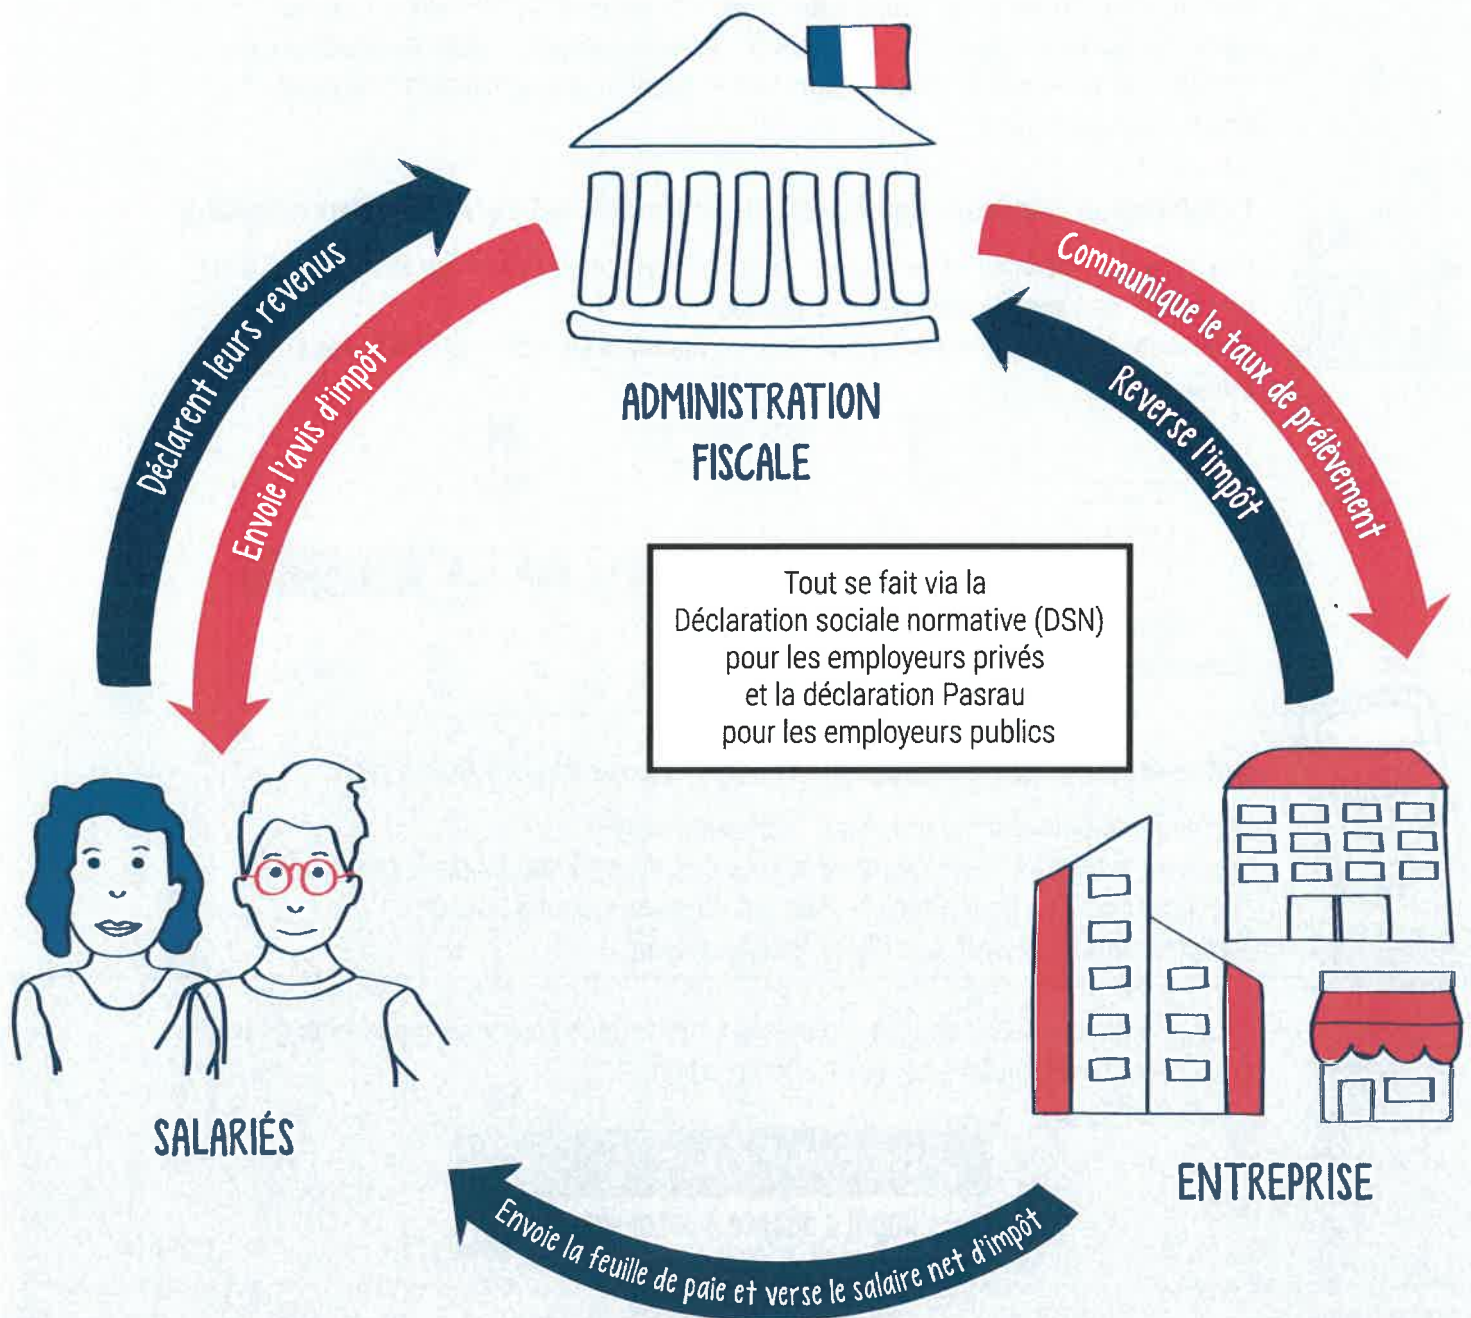 Déclarent leurs revenus
Envoie l'avis d'impôt
ADMINISTRATION
FISCALE
Communique le taux de prélèvement
Reverse l'impôt
Tout se fait via la
Déclaration sociale normative (DSN)
pour les employeurs privés
et la déclaration Pasrau
pour les employeurs publics
SALARIÉS
ENTREPRISE
Envoie la feuille de paie et verse le salaire net d'impôt